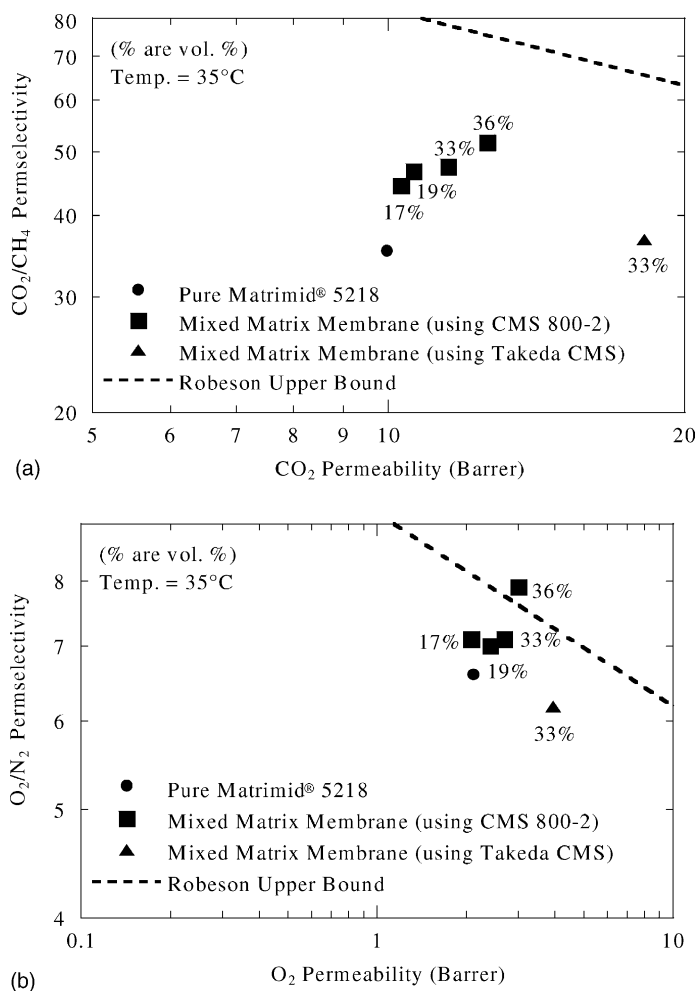 80
(% are vol. %)
70
Temp. = 35°C
60
36%
50
33%
19%
40
17%
33%
30
Pure Matrimid® 5218
Mixed Matrix Membrane (using CMS 800-2)
Mixed Matrix Membrane (using Takeda CMS)
Robeson Upper Bound
20
CO₂/CH₄ Permselectivity
5 6 7 8 9 10 20
(a)
CO₂ Permeability (Barrer)
(% are vol. %)
Temp. = 35°C
8
36%
7
17% 33%
19%
6
33%
Pure Matrimid® 5218
5
Mixed Matrix Membrane (using CMS 800-2)
Mixed Matrix Membrane (using Takeda CMS)
Robeson Upper Bound
4
O₂/N₂ Permselectivity
0.1 1 10
O₂ Permeability (Barrer)
(b)